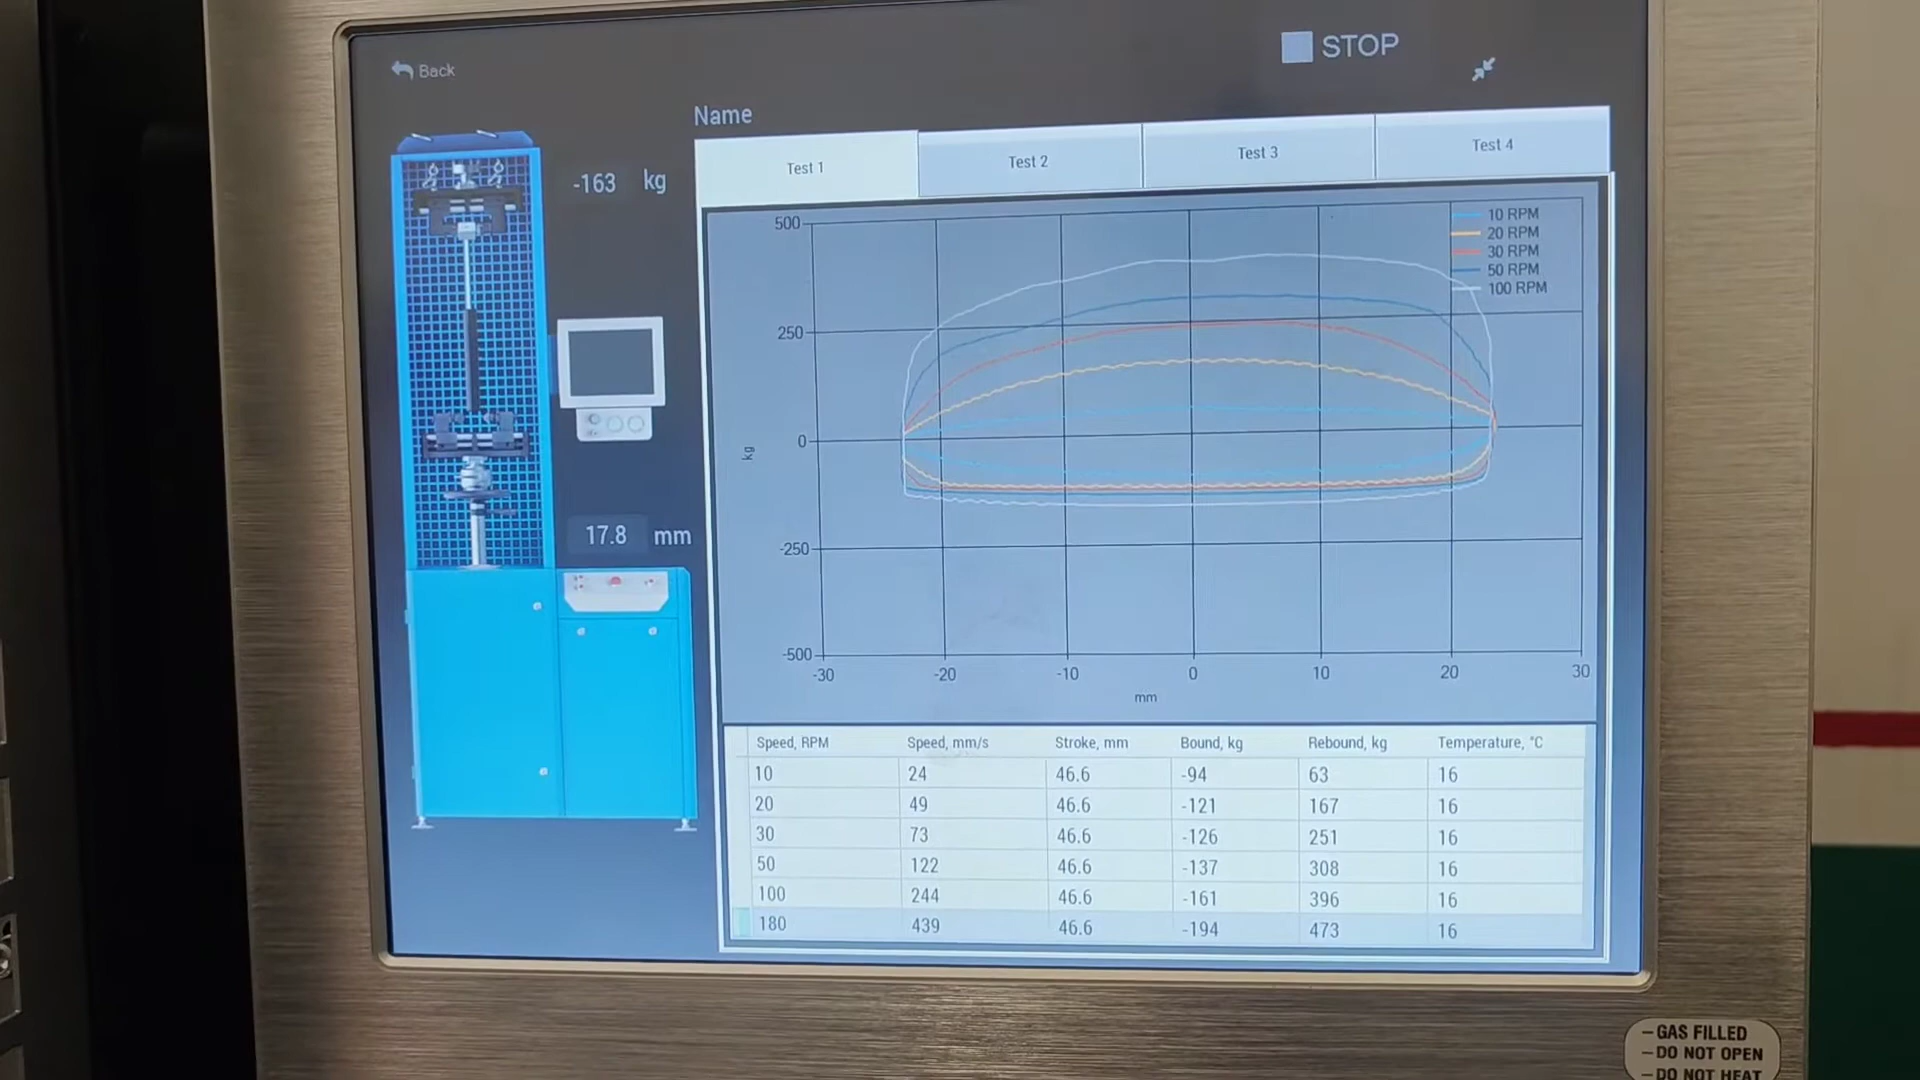 Back
STOP
Name
Test 1 Test 2 Test 3 Test 4
-163 kg
17.8 mm
500
250
0
-250
-500
kg
-30 -20 -10 0 10 20 30
mm
10 RPM
20 RPM
30 RPM
50 RPM
100 RPM
Speed, RPM Speed, mm/s Stroke, mm Bound, kg Rebound, kg Temperature, °C
10 24 46.6 -94 63 16
20 49 46.6 -121 167 16
30 73 46.6 -126 251 16
50 122 46.6 -137 308 16
100 244 46.6 -161 396 16
180 439 46.6 -194 473 16
– GAS FILLED
– DO NOT OPEN
– DO NOT HEAT